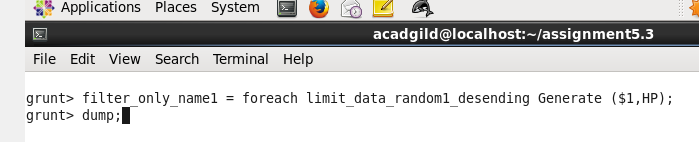 Applications Places System
acadgild@localhost:~/assignment5.3
File Edit View Search Terminal Help
grunt> filter_only_name1 = foreach limit_data_random1_desending Generate ($1,HP);
grunt> dump;